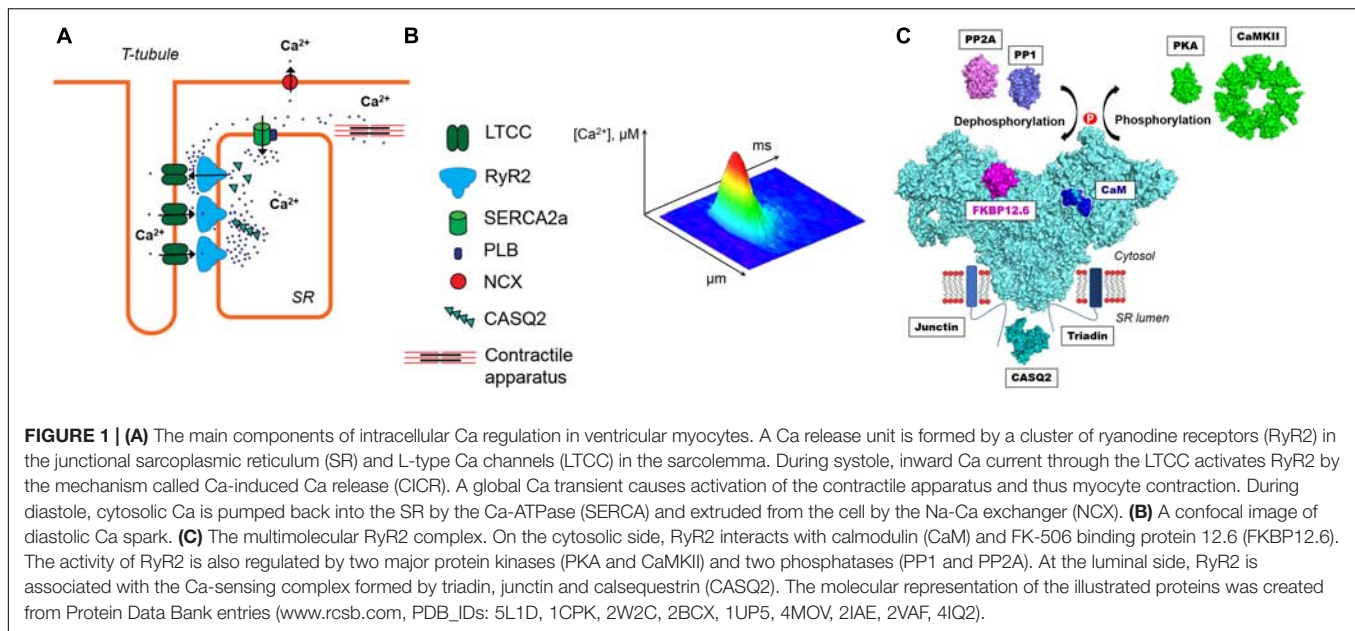 A
T-tubule
Ca2+
Ca2+
Ca2+
Ca2+
SR
B
LTCC
RyR2
SERCA2a
PLB
NCX
CASQ2
Contractile
apparatus
[Ca2+], µM
ms
µm
C
PP2A
PP1
PKA
CaMKII
Dephosphorylation
P
Phosphorylation
FKBP12.6
CaM
Cytosol
SR lumen
Junctin
Triadin
CASQ2
FIGURE 1 | (A) The main components of intracellular Ca regulation in ventricular myocytes. A Ca release unit is formed by a cluster of ryanodine receptors (RyR2) in
the junctional sarcoplasmic reticulum (SR) and L-type Ca channels (LTCC) in the sarcolemma. During systole, inward Ca current through the LTCC activates RyR2 by
the mechanism called Ca-induced Ca release (CICR). A global Ca transient causes activation of the contractile apparatus and thus myocyte contraction. During
diastole, cytosolic Ca is pumped back into the SR by the Ca-ATPase (SERCA) and extruded from the cell by the Na-Ca exchanger (NCX). (B) A confocal image of
diastolic Ca spark. (C) The multimolecular RyR2 complex. On the cytosolic side, RyR2 interacts with calmodulin (CaM) and FK-506 binding protein 12.6 (FKBP12.6).
The activity of RyR2 is also regulated by two major protein kinases (PKA and CaMKII) and two phosphatases (PP1 and PP2A). At the luminal side, RyR2 is
associated with the Ca-sensing complex formed by triadin, junctin and calsequestrin (CASQ2). The molecular representation of the illustrated proteins was created
from Protein Data Bank entries (www.rcsb.com, PDB_IDs: 5L1D, 1CPK, 2W2C, 2BCX, 1UP5, 4MOV, 2IAE, 2VAF, 4IQ2).